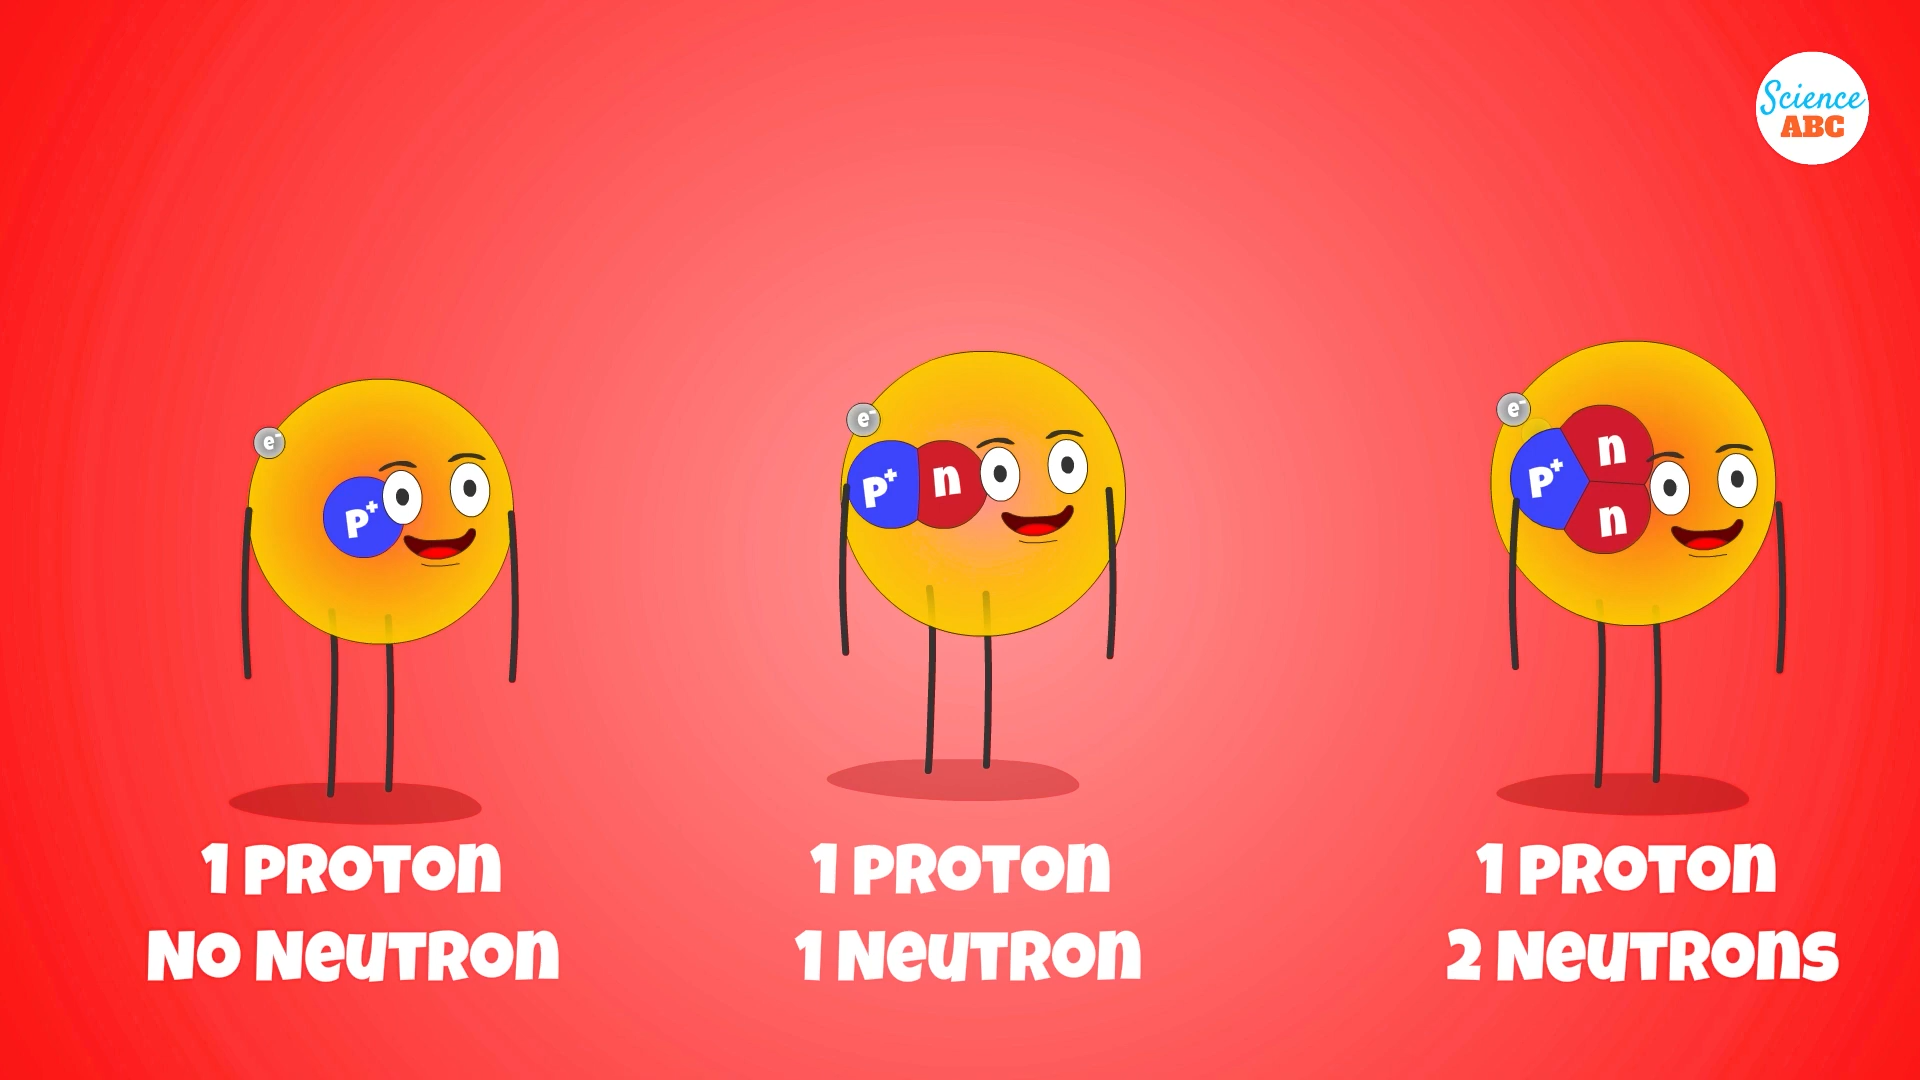 Science
ABC
e⁻
P⁺
e⁻
P⁺ n
e⁻
P⁺ n
n
1 PROTON
NO NEUTRON
1 PROTON
1 NEUTRON
1 PROTON
2 NEUTRONS